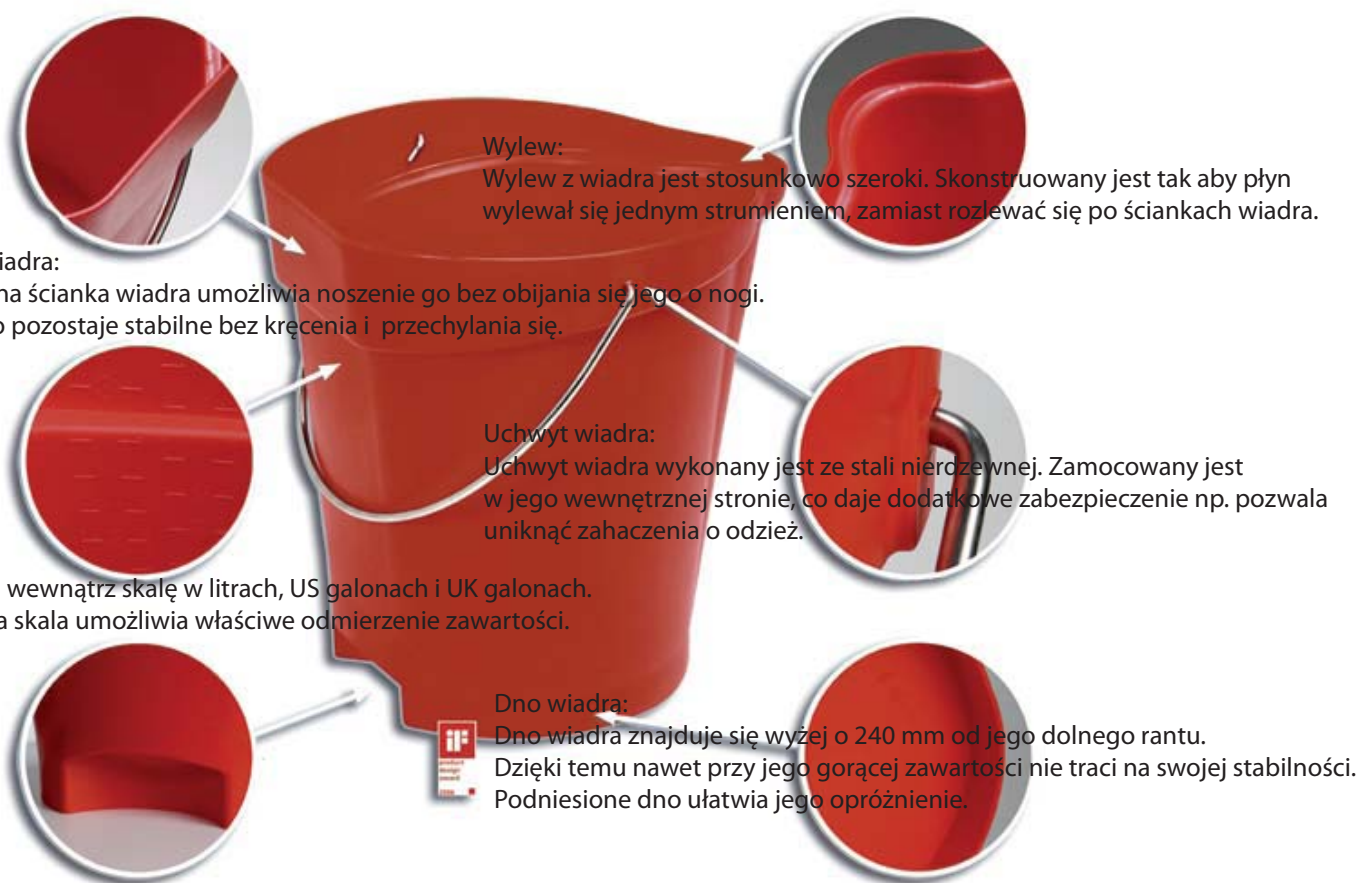 Wylew:
Wylew z wiadra jest stosunkowo szeroki. Skonstruowany jest tak aby płyn
wylewał się jednym strumieniem, zamiast rozlewać się po ściankach wiadra.
iadra:
na ścianka wiadra umożliwia noszenie go bez obijania się jego o nogi.
o pozostaje stabilne bez kręcenia i przechylania się.
Uchwyt wiadra:
Uchwyt wiadra wykonany jest ze stali nierdzewnej. Zamocowany jest
w jego wewnętrznej stronie, co daje dodatkowe zabezpieczenie np. pozwala
uniknąć zahaczenia o odzież.
wewnątrz skalę w litrach, US galonach i UK galonach.
a skala umożliwia właściwe odmierzenie zawartości.
Dno wiadra:
Dno wiadra znajduje się wyżej o 240 mm od jego dolnego rantu.
Dzięki temu nawet przy jego gorącej zawartości nie traci na swojej stabilności.
Podniesione dno ułatwia jego opróżnienie.
iF
product
design
award